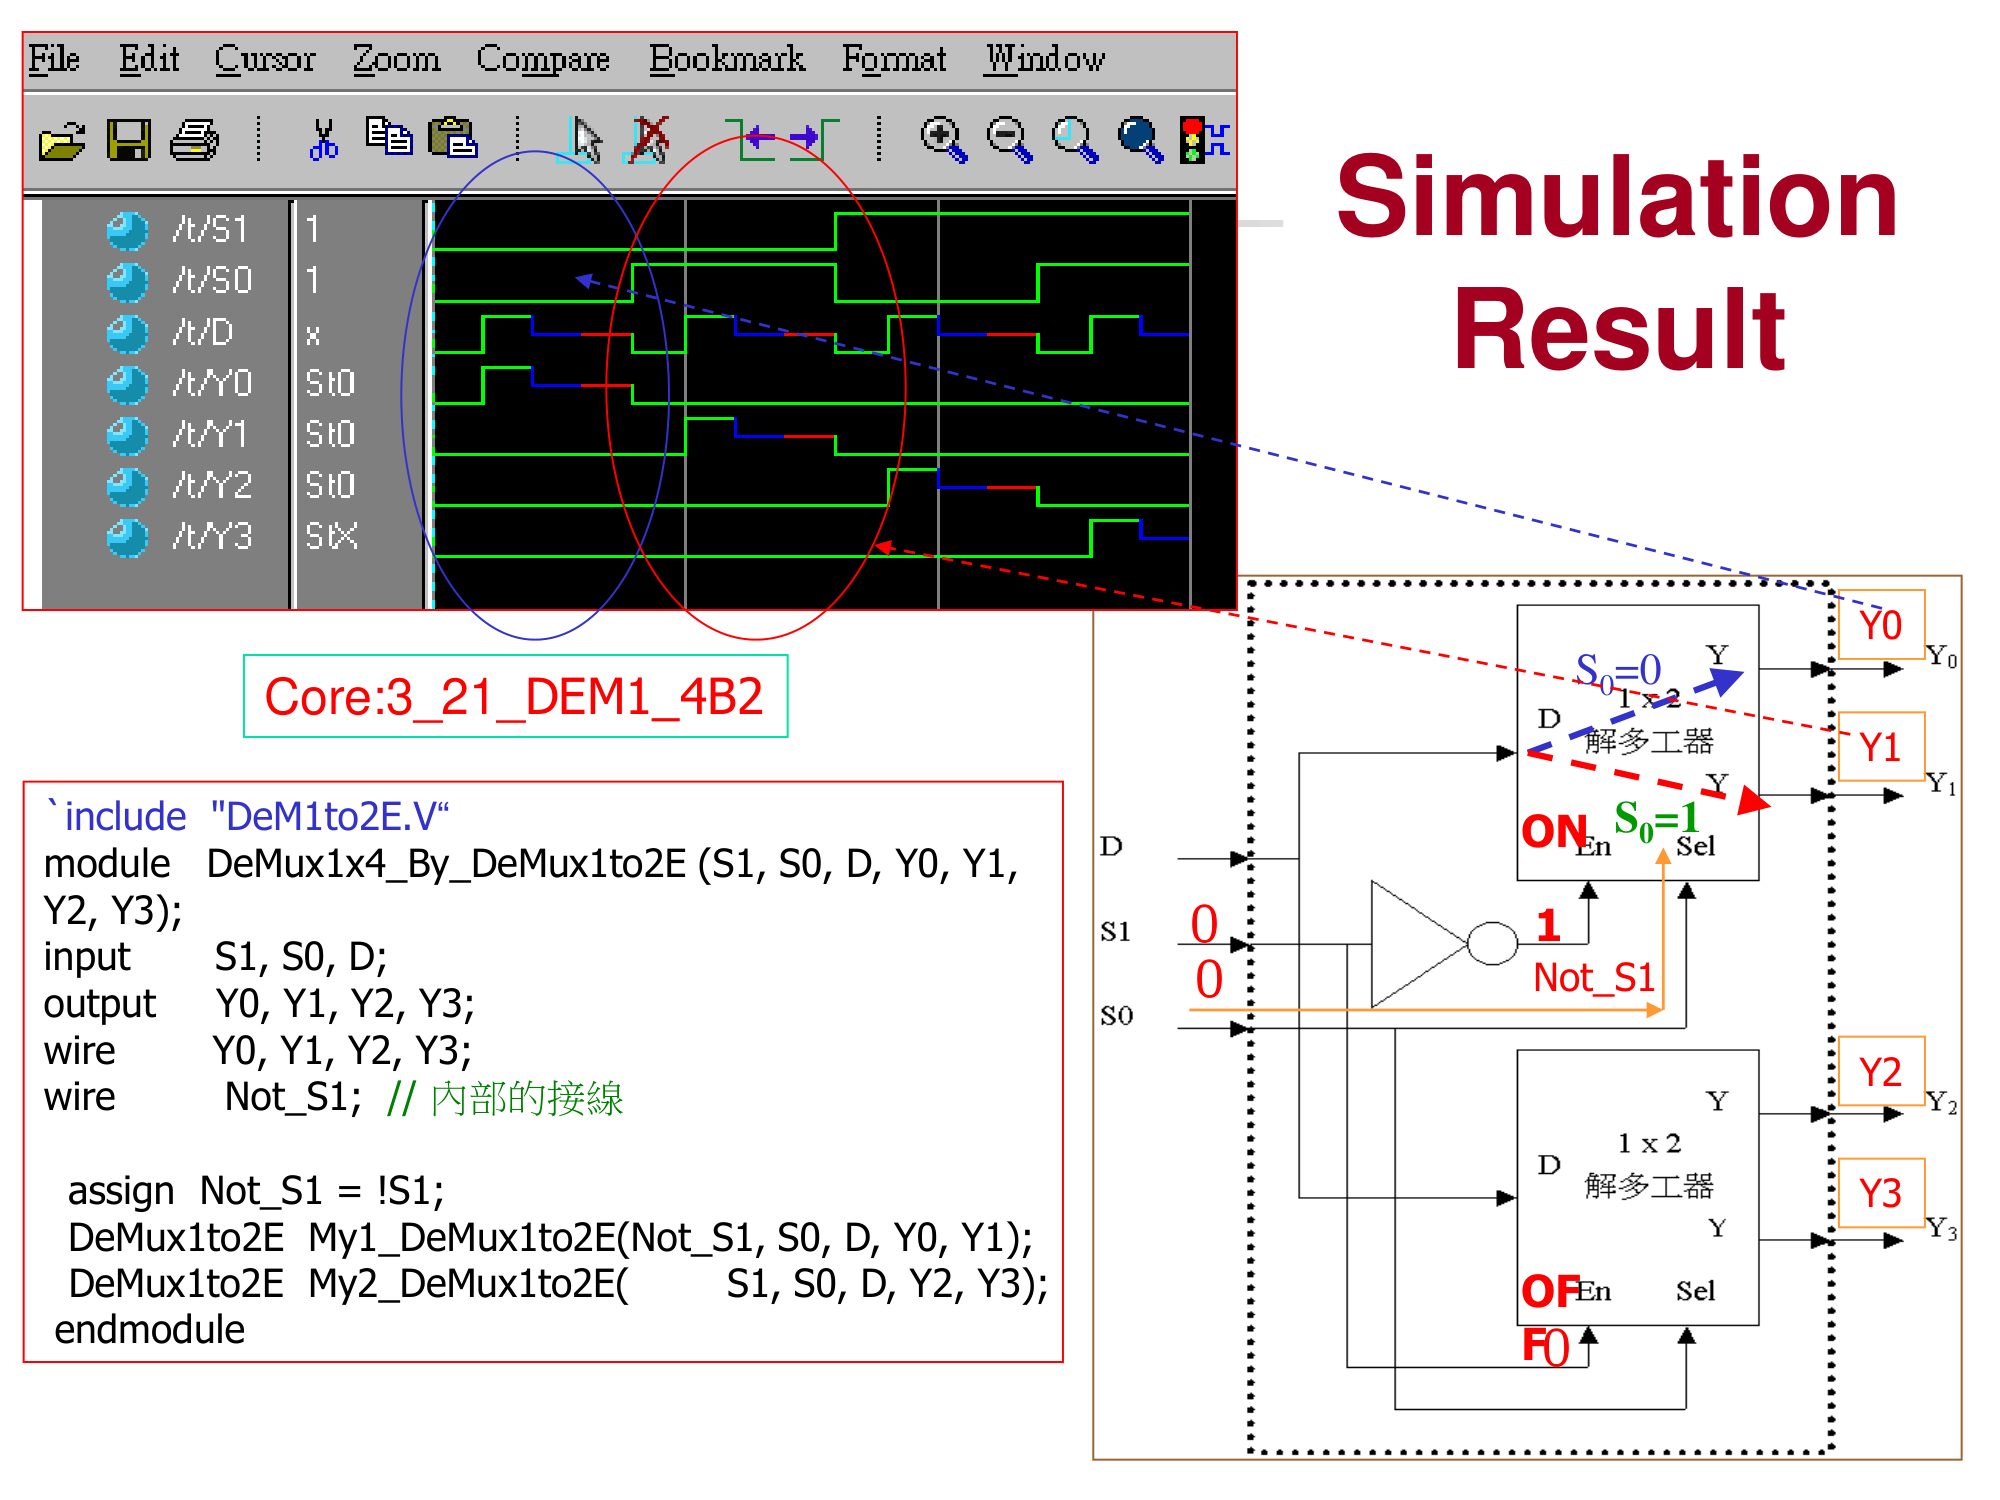 File Edit Cursor Zoom Compare Bookmark Format Window
/t/S1 1
/t/S0 1
/t/D x
/t/Y0 St0
/t/Y1 St0
/t/Y2 St0
/t/Y3 StX
Simulation
Result
Core:3_21_DEM1_4B2
`include "DeM1to2E.V“
module DeMux1x4_By_DeMux1to2E (S1, S0, D, Y0, Y1,
Y2, Y3);
input S1, S0, D;
output Y0, Y1, Y2, Y3;
wire Y0, Y1, Y2, Y3;
wire Not_S1; // 內部的接線
assign Not_S1 = !S1;
DeMux1to2E My1_DeMux1to2E(Not_S1, S0, D, Y0, Y1);
DeMux1to2E My2_DeMux1to2E( S1, S0, D, Y2, Y3);
endmodule
Y0
Y
Y0
S0=0
1 x 2
D
解多工器
Y1
Y
Y1
S0=1
ON
En Sel
D
S1
0
1
0
Not_S1
S0
Y2
Y
Y2
1 x 2
D
解多工器
Y3
Y
Y3
OF
F
En Sel
0